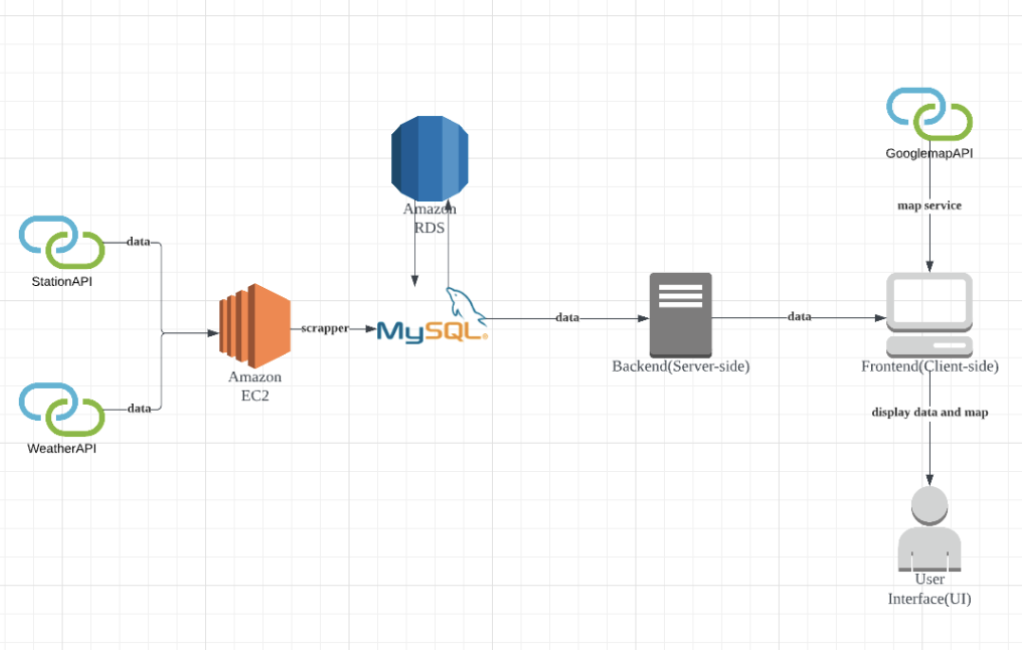 GooglemapAPI
map service
Amazon
RDS
data
StationAPI
MySQL
scrapper
data
data
Backend(Server-side)
Frontend(Client-side)
Amazon
EC2
data
WeatherAPI
display data and map
User
Interface(UI)